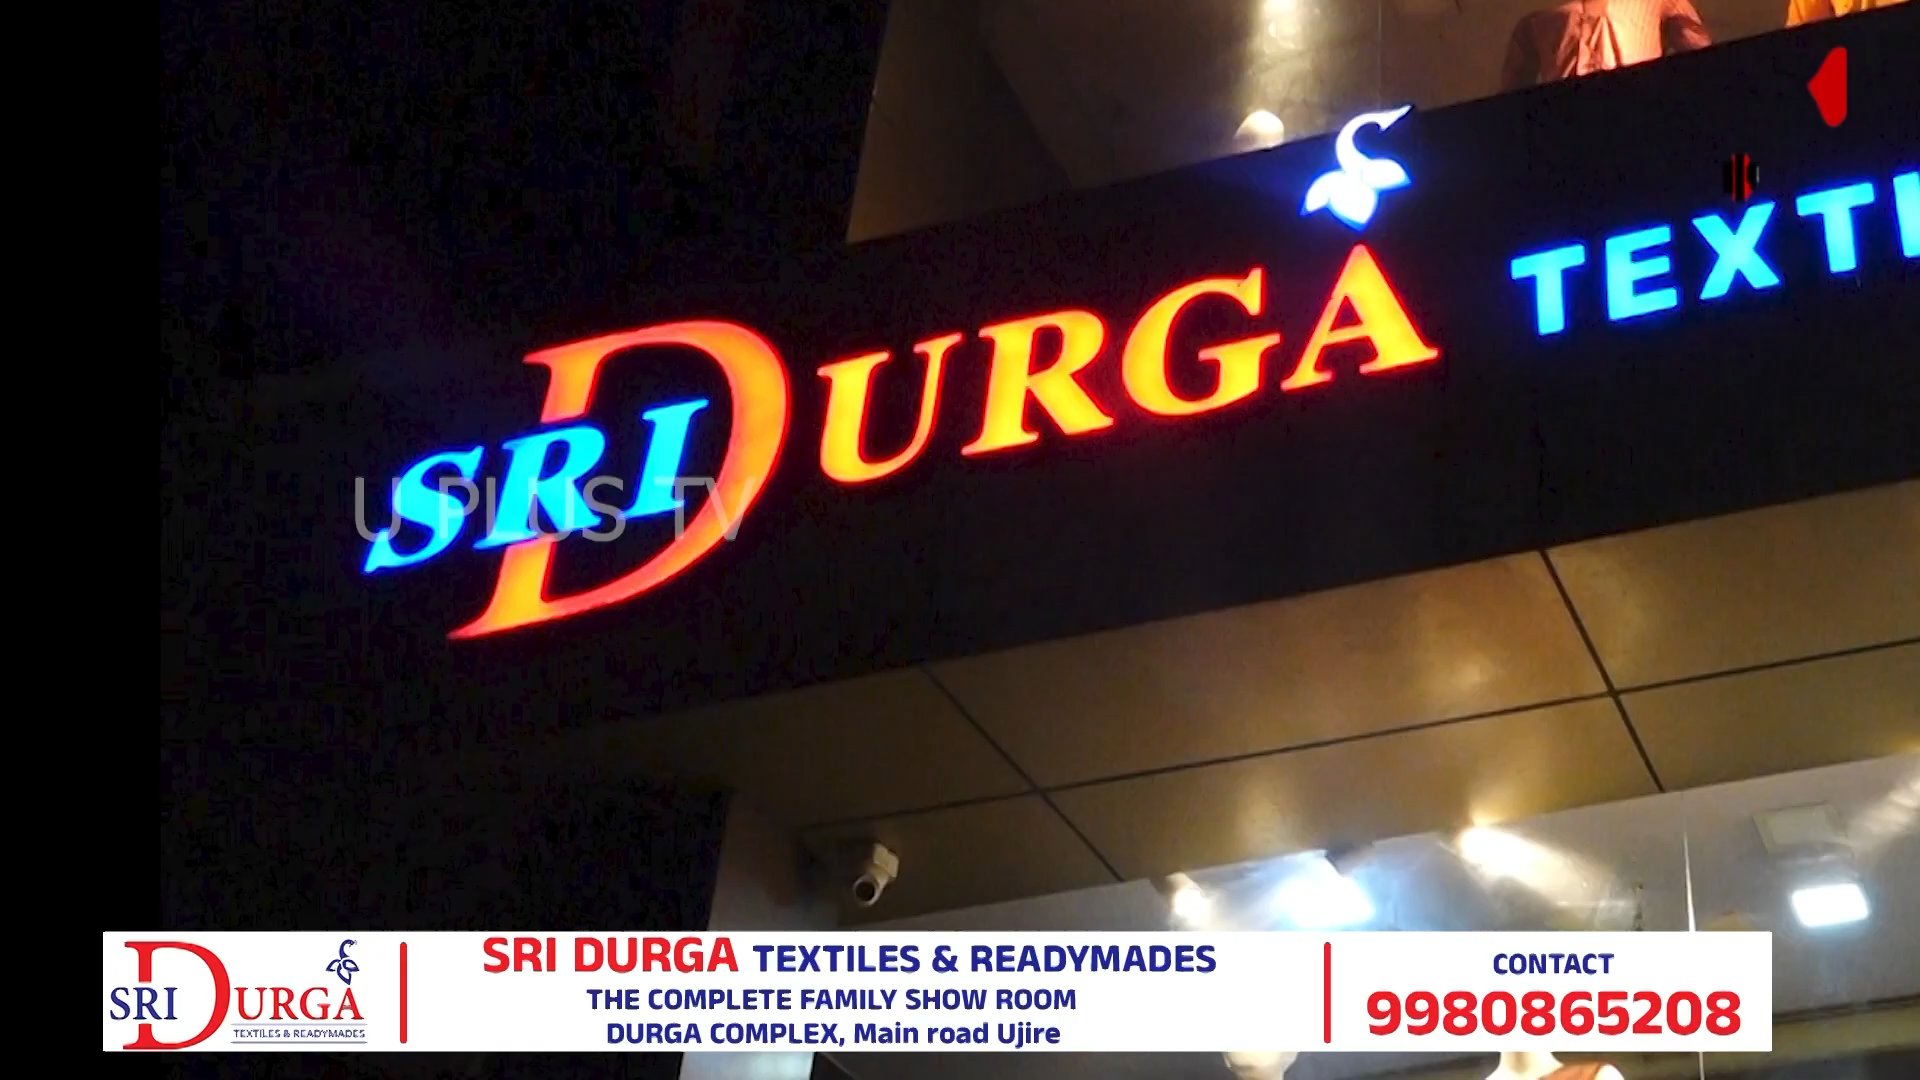 SRI DURGA TEXTI
U PLUS TV
SRI DURGA
TEXTILES & READYMADES
SRI DURGA TEXTILES & READYMADES
THE COMPLETE FAMILY SHOW ROOM
DURGA COMPLEX, Main road Ujire
CONTACT
9980865208